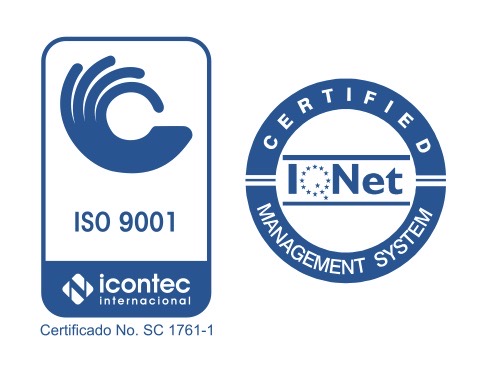 ISO 9001
icontec
internacional
Certificado No. SC 1761-1
CERTIFIED
IQNet
MANAGEMENT SYSTEM